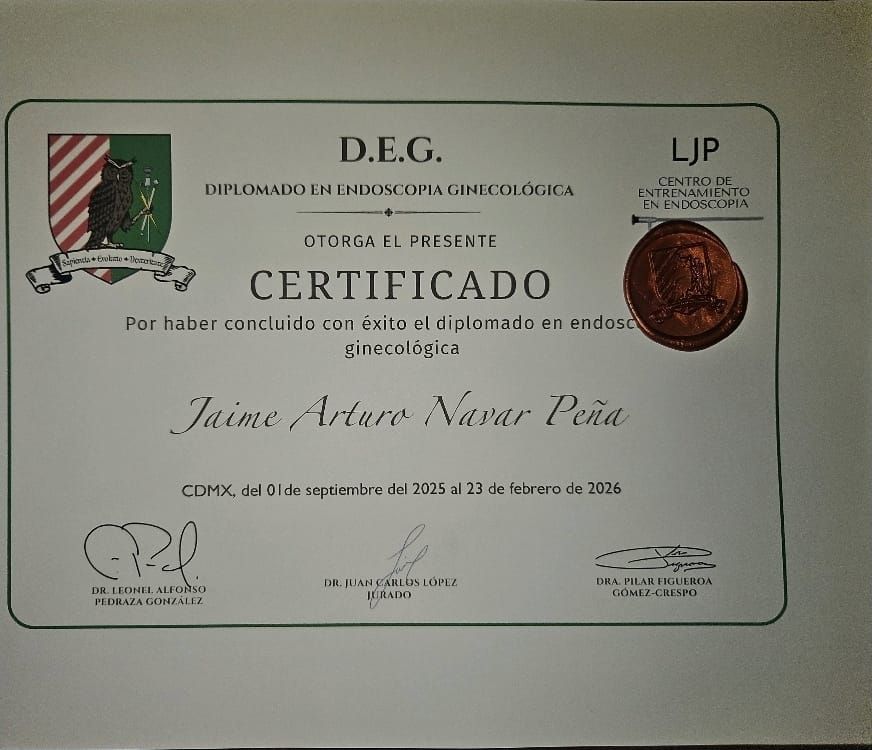 D.E.G.
DIPLOMADO EN ENDOSCOPIA GINECOLÓGICA
LJP
CENTRO DE
ENTRENAMIENTO
EN ENDOSCOPIA
OTORGA EL PRESENTE
CERTIFICADO
Por haber concluido con éxito el diplomado en endosc
ginecológica
Jaime Arturo Navar Peña
CDMX, del 01de septiembre del 2025 al 23 de febrero de 2026
DR. LEONEL ALFONSO
PEDRAZA GONZÁLEZ
DR. JUAN CARLOS LÓPEZ
JURADO
DRA. PILAR FIGUEROA
GÓMEZ-CRESPO